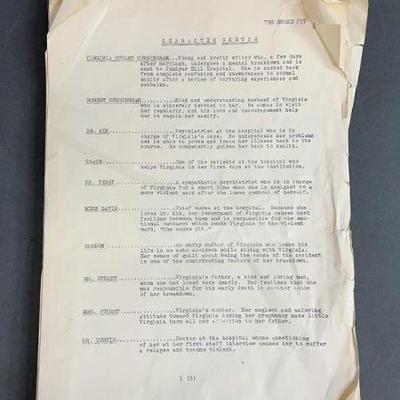 THE SNAKE PIT
CHARACTER SKETCH
VIRGINIA STUART CUNNINGHAM...Young and pretty writer who, a few days
after marriage, undergoes a mental breakdown and is
sent to Juniper Hill Hospital. She is nursed back
from complete confusion and unawareness to normal
sanity after a series of torturing experiences and
setbacks.
ROBERT CUNNINGHAM...Kind and understanding husband of Virginia
who is sincerely devoted to her. He comes to visit
her regularly, and his love and encouragement help
her to regain her sanity.
DR. KIK...Psychiatrist at the hospital who is in
charge of Virginia's case. He understands her problems
and is able to probe and trace her illness back to its
source. He competently guides her back to health.
GRACE...One of the patients at the hospital who
helps Virginia in her first days at the institution.
DR. TERRY...A sympathetic psychiatrist who is in charge
of Virginia for a short time when she is assigned to a
more violent ward after she loses control of herself.
MISS DAVIS...Chief nurse at the hospital. Because she
loves Dr. Kik, her resentment of Virginia causes hard
feelings between them and is responsible for the
emotional outburst which sends Virginia to the violent
ward, "the snake pit."
GORDON...An early suitor of Virginia who loses his
life in an auto accident while riding with Virginia.
Her sense of guilt about being the cause of the accident
is one of the contributing factors of her breakdown.
MR. STUART...Virginia's father, a kind and loving man,
whom she had loved very dearly. Her feelings that she
was responsible for his early death is another cause
of her breakdown.
MRS. STUART...Virginia's mother. Her neglect and unloving
attitude toward Virginia during her pregnancy make little
Virginia turn all her affection to her father.
DR. CURTIS...Doctor at the hospital whose questioning
of her at her first staff interview causes her to suffer
a relapse and become violent.